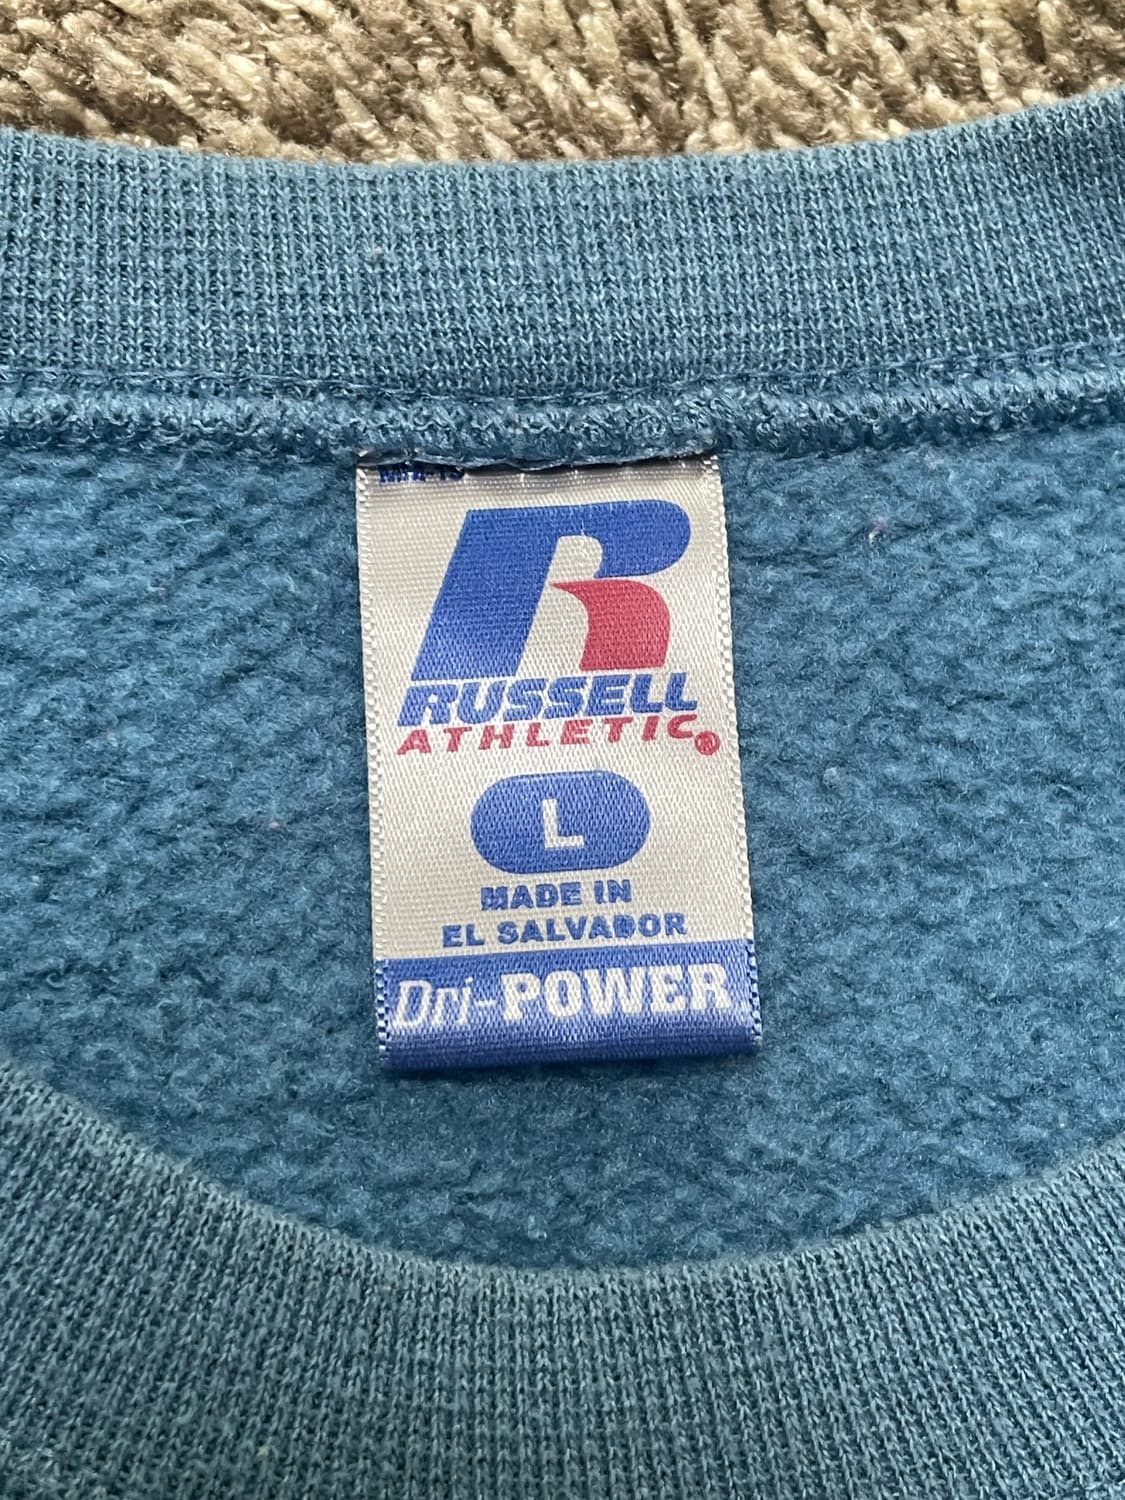 RUSSELL
ATHLETIC®
L
MADE IN
EL SALVADOR
Dri-POWER